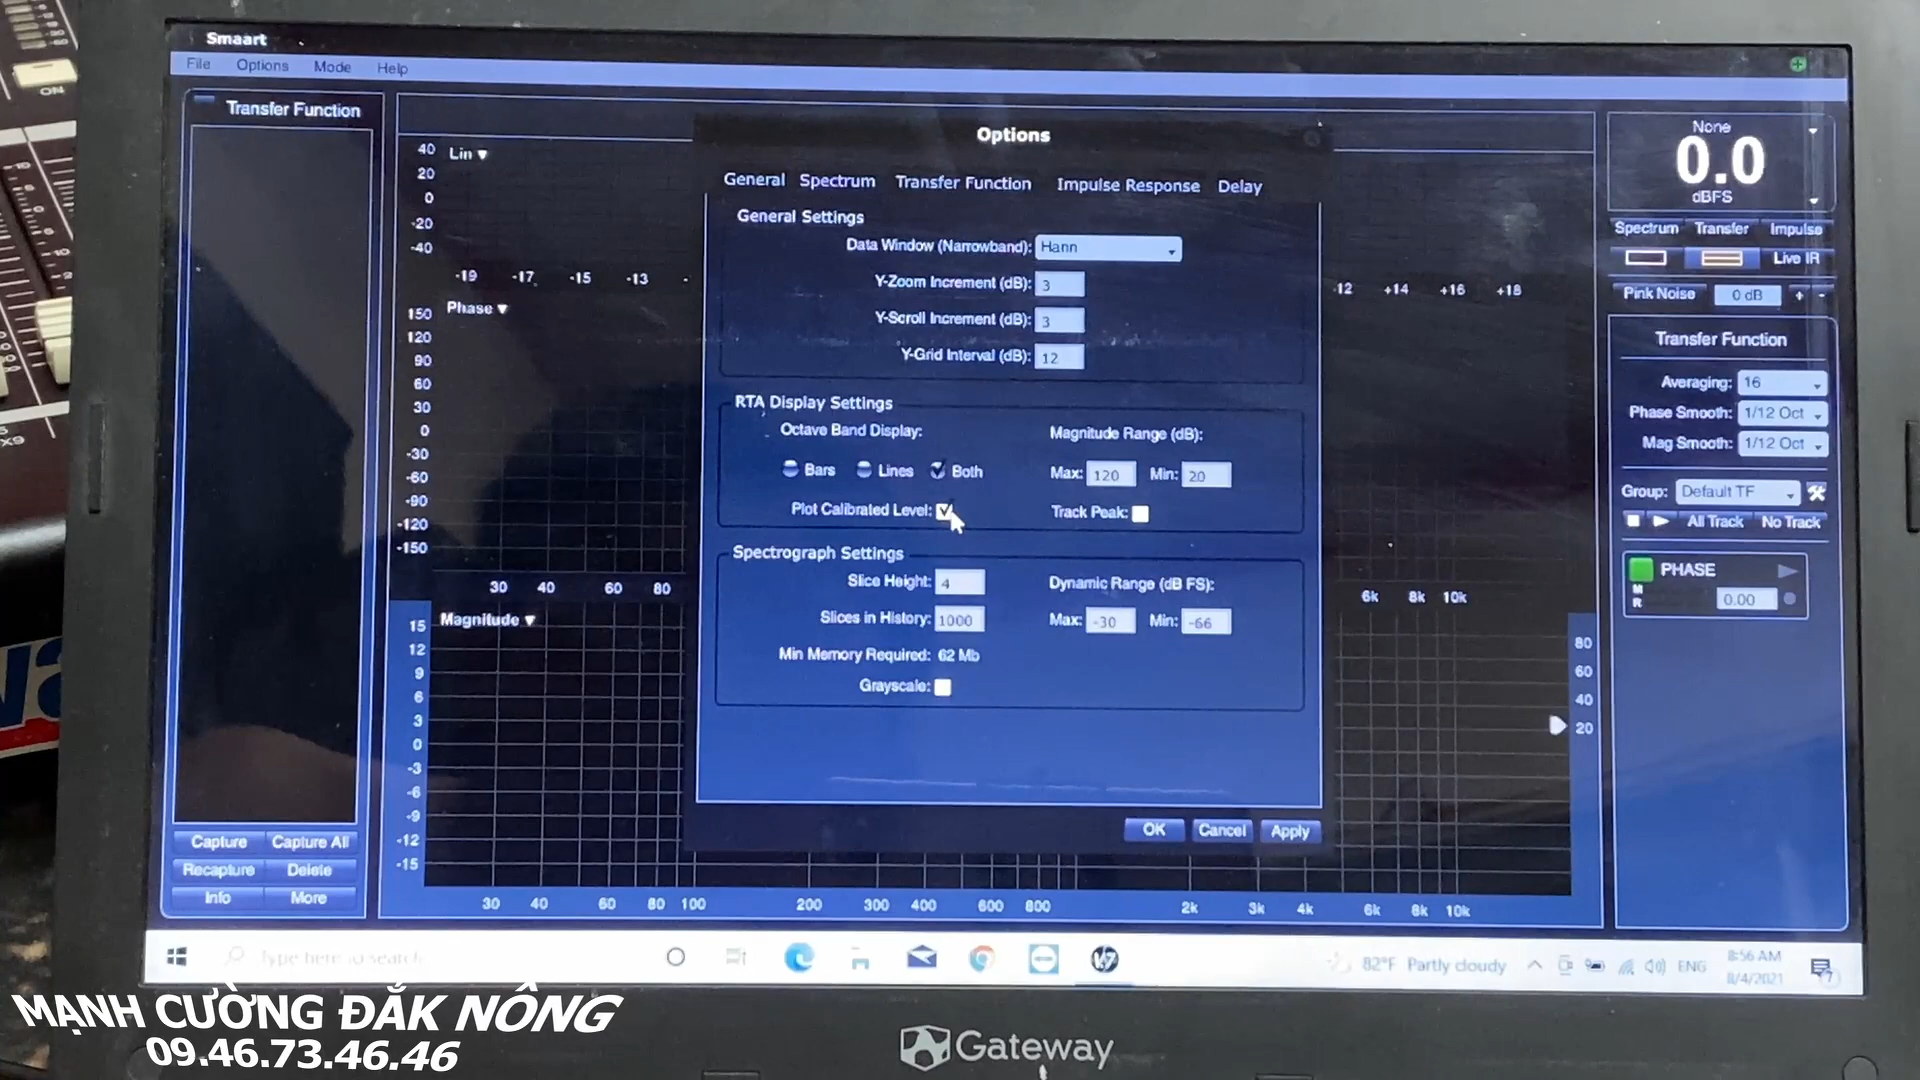 Smaart
File Options Mode Help
Transfer Function
40 Lin ▼
20
0
-20
-40
-19 -17 -15 -13 - -12 +14 +16 +18
150 Phase ▼
120
90
60
30
0
-30
-60
-90
-120
-150
30 40 60 80 6k 8k 10k
15 Magnitude ▼
12
9
6
3
0
-3
-6
-9
-12
-15
80
60
40
20
30 40 60 80 100 200 300 400 600 800 2k 3k 4k 6k 8k 10k
Options
General Spectrum Transfer Function Impulse Response Delay
General Settings
Data Window (Narrowband): Hann
Y-Zoom Increment (dB): 3
Y-Scroll Increment (dB): 3
Y-Grid Interval (dB): 12
RTA Display Settings
Octave Band Display: Magnitude Range (dB):
Bars Lines Both Max: 120 Min: 20
Plot Calibrated Level: Track Peak:
Spectrograph Settings
Slice Height: 4 Dynamic Range (dB FS):
Slices in History: 1000 Max: -30 Min: -66
Min Memory Required: 62 Mb
Grayscale:
OK Cancel Apply
None
0.0
dBFS
Spectrum Transfer Impulse
Live IR
Pink Noise 0 dB + -
Transfer Function
Averaging: 16
Phase Smooth: 1/12 Oct
Mag Smooth: 1/12 Oct
Group: Default TF
All Track No Track
PHASE
M
R 0.00
Capture Capture All
Recapture Delete
Info More
Type here to search
82°F Partly cloudy ENG 8:56 AM
8/4/2021
MẠNH CƯỜNG ĐẮK NÔNG
09.46.73.46.46
Gateway
ON